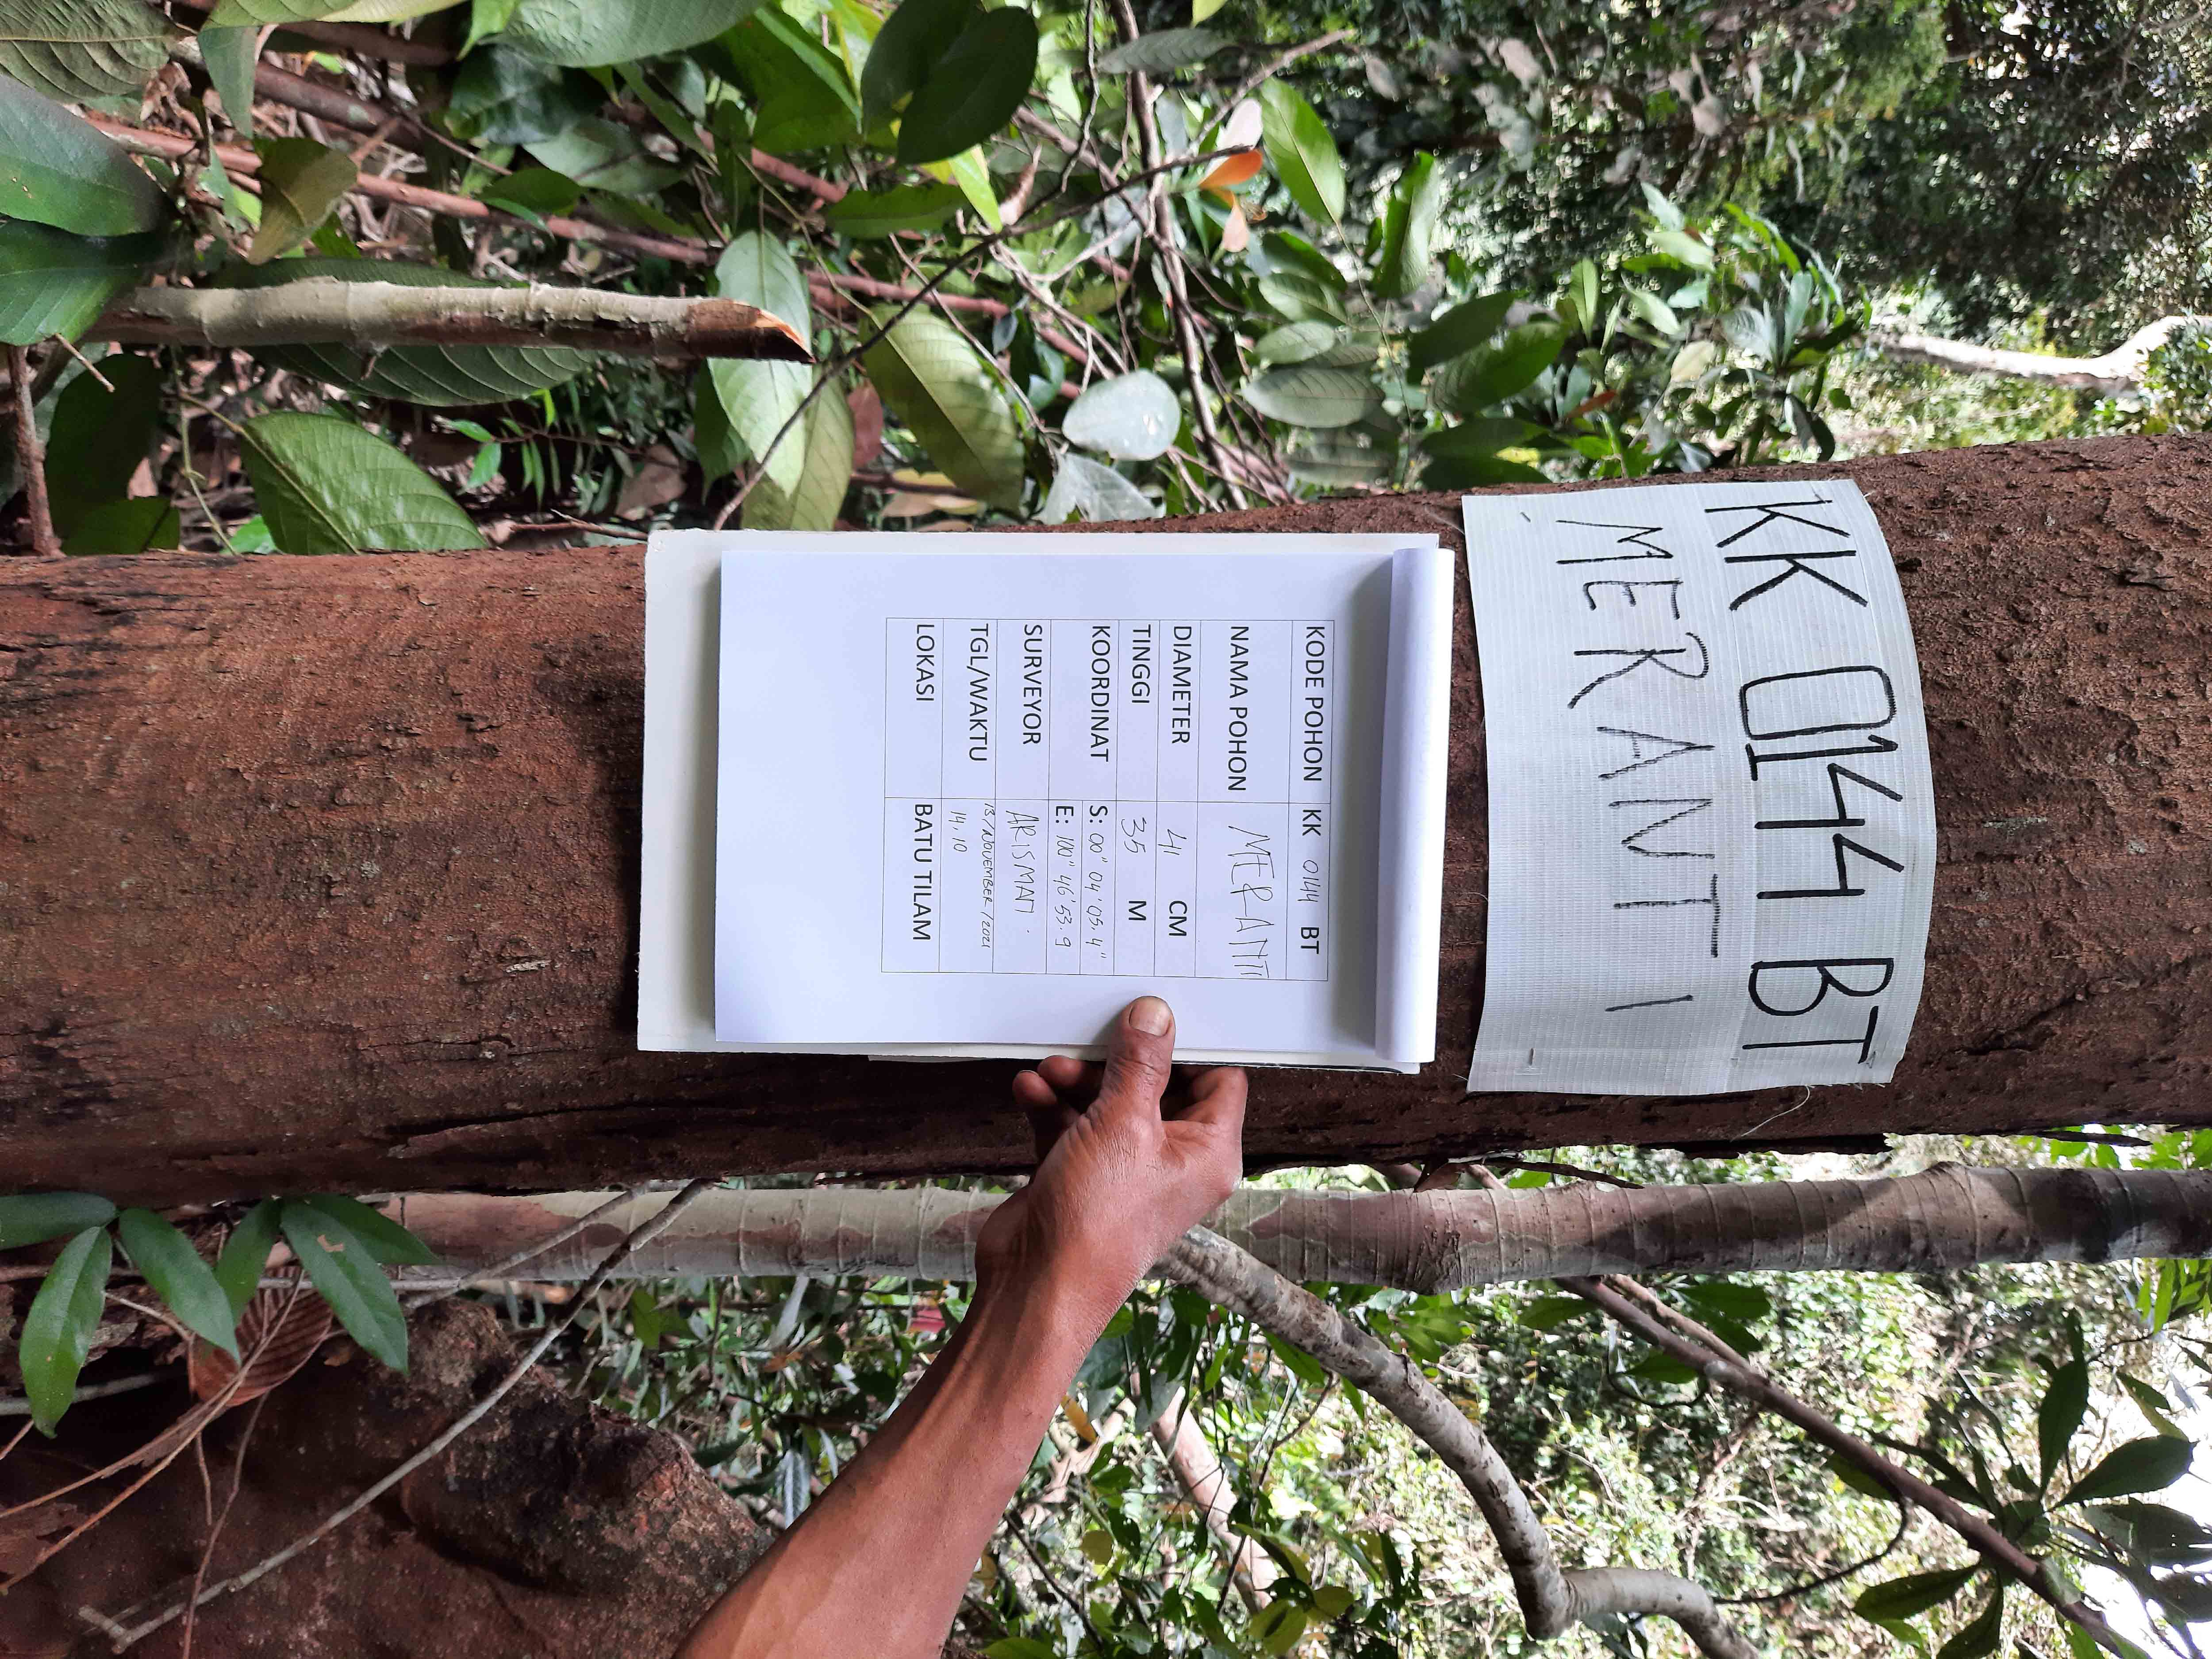 KK 0144 BT
MERANTI
KODE POHON KK 0144 BT
NAMA POHON MERANTI
DIAMETER 41 CM
TINGGI 35 M
KOORDINAT S: 00" 04' 05.4"
E: 100" 46' 53.9
SURVEYOR ARISMAN.
TGL/WAKTU 13/NOVEMBER/2021
14.10
LOKASI BATU TILAM